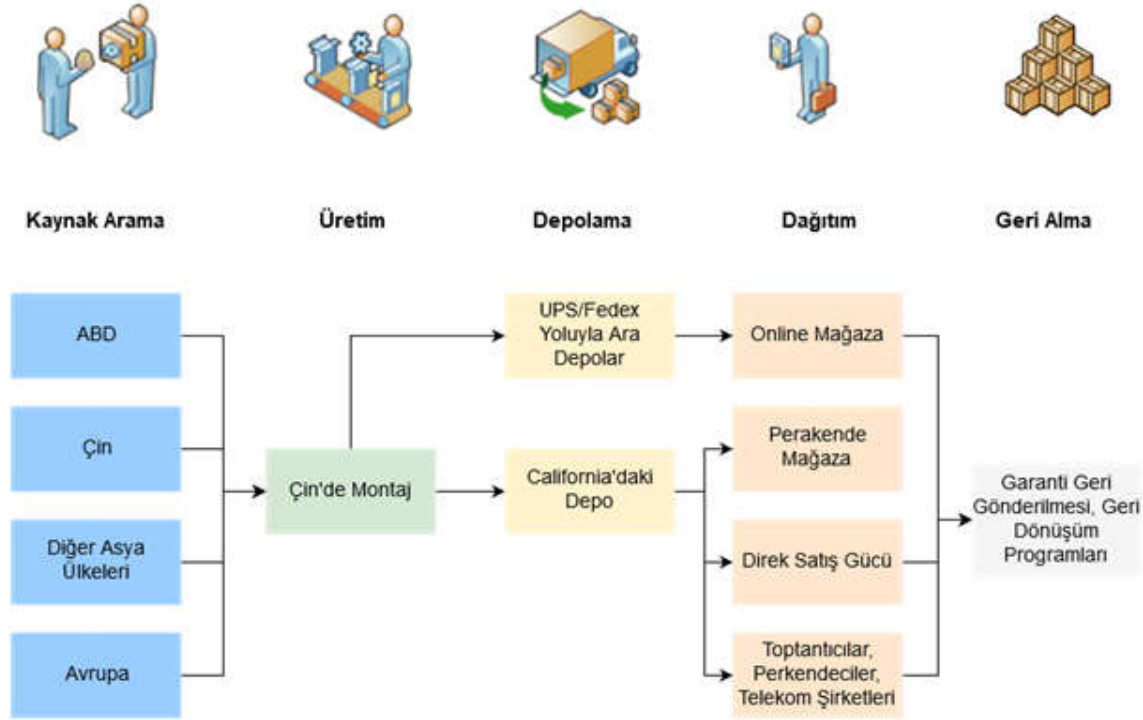 Kaynak Arama
Üretim
Depolama
Dağıtım
Geri Alma
ABD
Çin
Diğer Asya
Ülkeleri
Avrupa
Çin'de Montaj
UPS/Fedex
Yoluyla Ara
Depolar
California'daki
Depo
Online Mağaza
Perakende
Mağaza
Direk Satış Gücü
Toptantıcılar,
Perkendeciler,
Telekom Şirketleri
Garanti Geri
Gönderilmesi, Geri
Dönüşüm
Programları